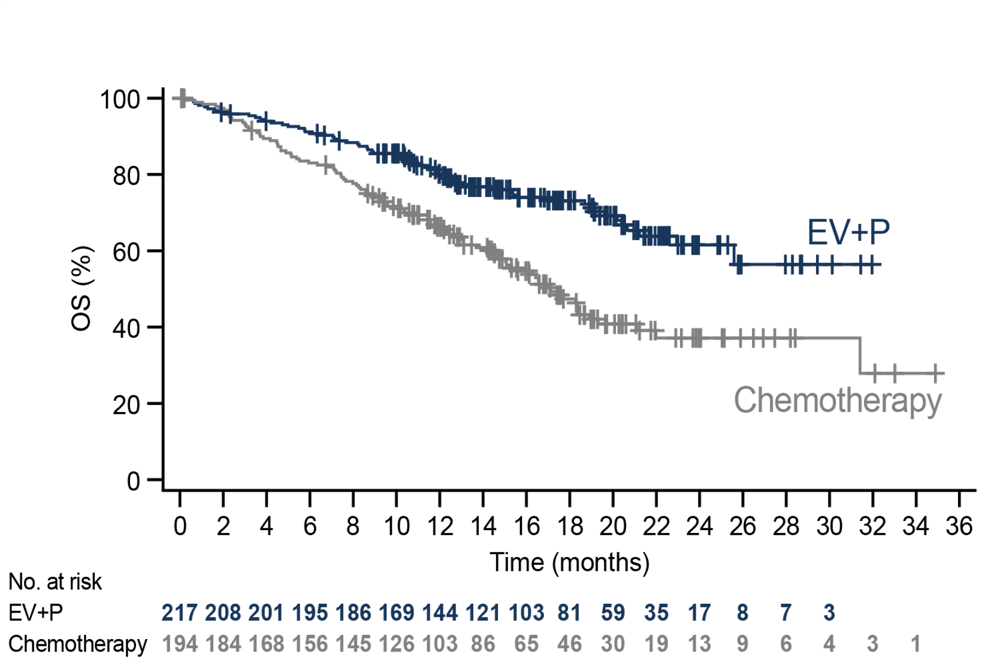 100
80
60
40
20
0
OS (%)
EV+P
Chemotherapy
0 2 4 6 8 10 12 14 16 18 20 22 24 26 28 30 32 34 36
Time (months)
No. at risk
EV+P 217 208 201 195 186 169 144 121 103 81 59 35 17 8 7 3
Chemotherapy 194 184 168 156 145 126 103 86 65 46 30 19 13 9 6 4 3 1